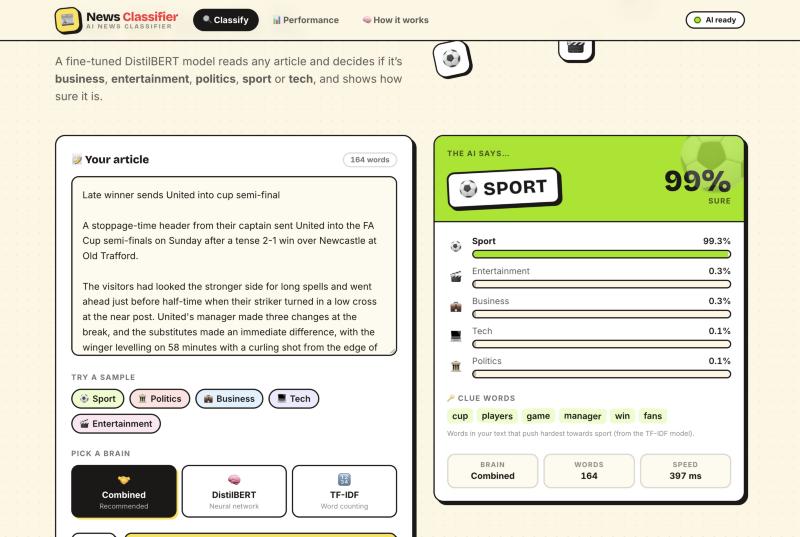 News Classifier
AI NEWS CLASSIFIER
Classify
Performance
How it works
AI ready
A fine-tuned DistilBERT model reads any article and decides if it's
business, entertainment, politics, sport or tech, and shows how
sure it is.
Your article
164 words
Late winner sends United into cup semi-final
A stoppage-time header from their captain sent United into the FA
Cup semi-finals on Sunday after a tense 2-1 win over Newcastle at
Old Trafford.
The visitors had looked the stronger side for long spells and went
ahead just before half-time when their striker turned in a low cross
at the near post. United's manager made three changes at the
break, and the substitutes made an immediate difference, with the
winger levelling on 58 minutes with a curling shot from the edge of
TRY A SAMPLE
Sport
Politics
Business
Tech
Entertainment
PICK A BRAIN
Combined
Recommended
DistilBERT
Neural network
TF-IDF
Word counting
THE AI SAYS...
SPORT
99%
SURE
Sport 99.3%
Entertainment 0.3%
Business 0.3%
Tech 0.1%
Politics 0.1%
CLUE WORDS
cup players game manager win fans
Words in your text that push hardest towards sport (from the TF-IDF model).
BRAIN
Combined
WORDS
164
SPEED
397 ms